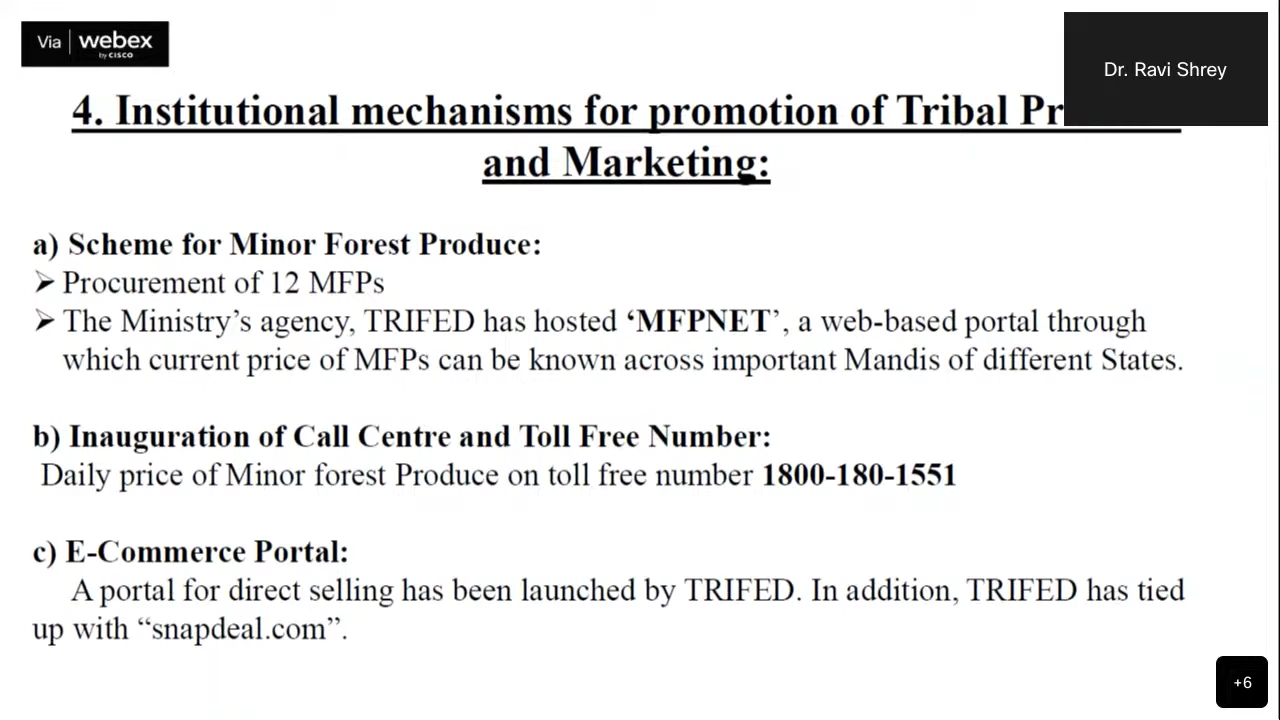 Via webex
by CISCO
Dr. Ravi Shrey
4. Institutional mechanisms for promotion of Tribal
and Marketing:
a) Scheme for Minor Forest Produce:
➢ Procurement of 12 MFPs
➢ The Ministry’s agency, TRIFED has hosted ‘MFPNET’, a web-based portal through
which current price of MFPs can be known across important Mandis of different States.
b) Inauguration of Call Centre and Toll Free Number:
Daily price of Minor forest Produce on toll free number 1800-180-1551
c) E-Commerce Portal:
A portal for direct selling has been launched by TRIFED. In addition, TRIFED has tied
up with “snapdeal.com”.
+6